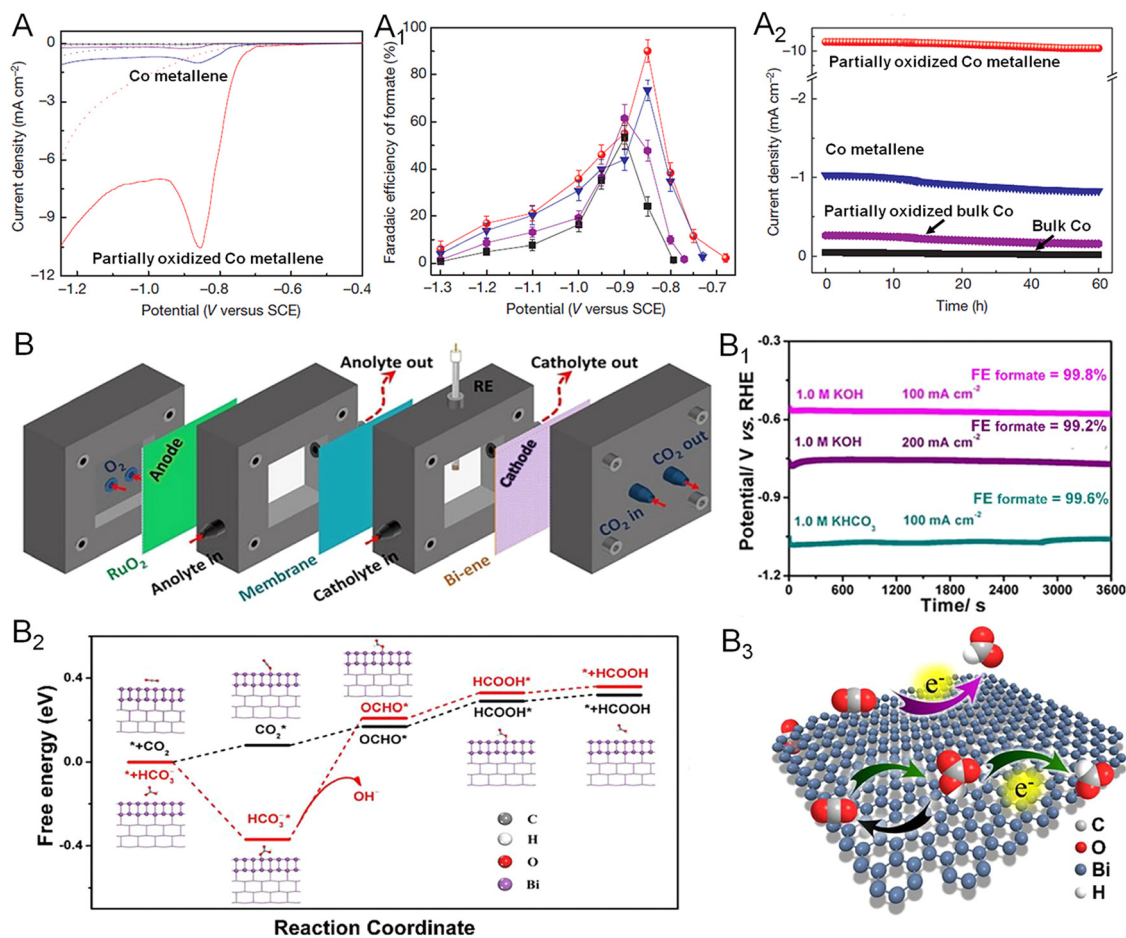 A
0
−3
−6
−9
−12
Current density (mA cm−2)
Co metallene
Partially oxidized Co metallene
−1.2
−1.0
−0.8
−0.6
−0.4
Potential (V versus SCE)
A1
100
90
80
60
40
20
0
Faradaic efficiency of formate (%)
−1.3
−1.2
−1.1
−1.0
−0.9
−0.8
−0.7
Potential (V versus SCE)
A2
−10
−2
−1
0
Current density (mA cm−2)
Partially oxidized Co metallene
Co metallene
Partially oxidized bulk Co
Bulk Co
0
10
20
30
40
50
60
Time (h)
B
Anolyte out
Catholyte out
RE
O2
Anode
Cathode
CO2 out
CO2 in
RuO2
Anolyte in
Membrane
Catholyte in
Bi-ene
B1
-0.3
-0.6
-0.9
-1.2
Potential/ V vs. RHE
FE formate = 99.8%
1.0 M KOH 100 mA cm-2
FE formate = 99.2%
1.0 M KOH 200 mA cm-2
FE formate = 99.6%
1.0 M KHCO3 100 mA cm-2
0
600
1200
1800
2400
3000
3600
Time/ s
B2
0.4
0.0
-0.4
Free energy (eV)
*+CO2
*+HCO3−
CO2*
HCO3−*
OCHO*
OCHO*
OH−
HCOOH*
HCOOH*
*+HCOOH
*+HCOOH
C
H
O
Bi
Reaction Coordinate
B3
e-
e-
C
O
Bi
H